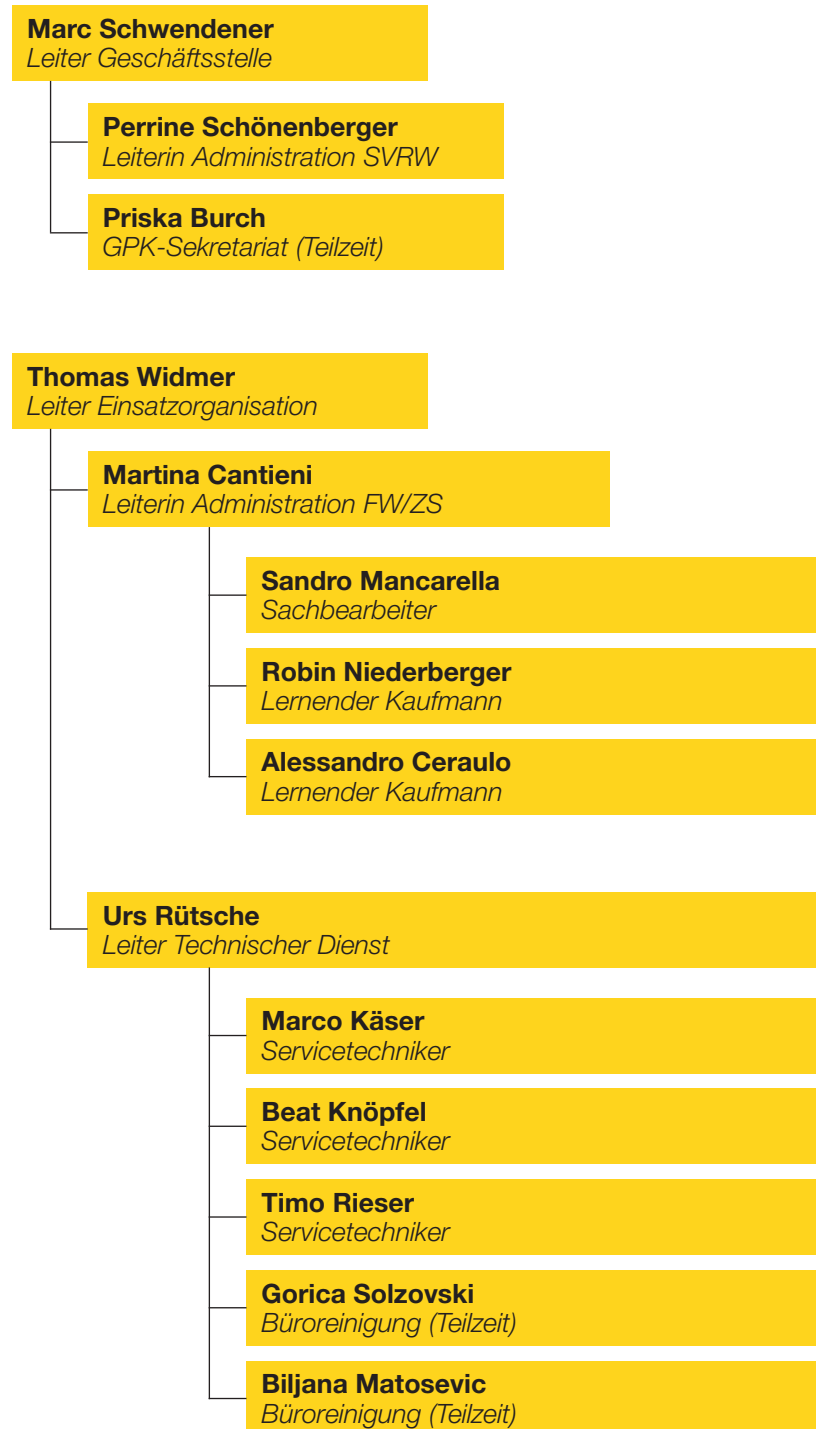 Marc Schwendener
Leiter Geschäftsstelle
Perrine Schönenberger
Leiterin Administration SVRW
Priska Burch
GPK-Sekretariat (Teilzeit)
Thomas Widmer
Leiter Einsatzorganisation
Martina Cantieni
Leiterin Administration FW/ZS
Sandro Mancarella
Sachbearbeiter
Robin Niederberger
Lernender Kaufmann
Alessandro Ceraulo
Lernender Kaufmann
Urs Rütsche
Leiter Technischer Dienst
Marco Käser
Servicetechniker
Beat Knöpfel
Servicetechniker
Timo Rieser
Servicetechniker
Gorica Solzovski
Büroreinigung (Teilzeit)
Biljana Matosevic
Büroreinigung (Teilzeit)